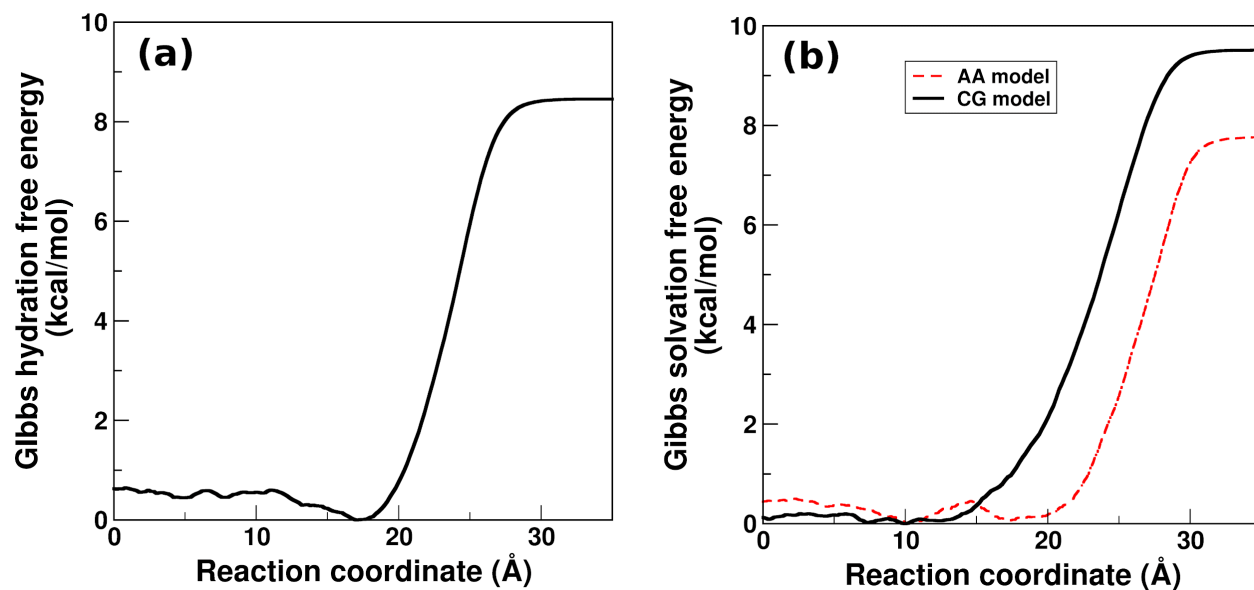 (a)
GIbbs hydration free energy
(kcal/mol)
10
8
6
4
2
0
0
10
20
30
Reaction coordinate (Å)
(b)
AA model
CG model
Gibbs solvation free energy
(kcal/mol)
10
8
6
4
2
0
0
10
20
30
Reaction coordinate (Å)